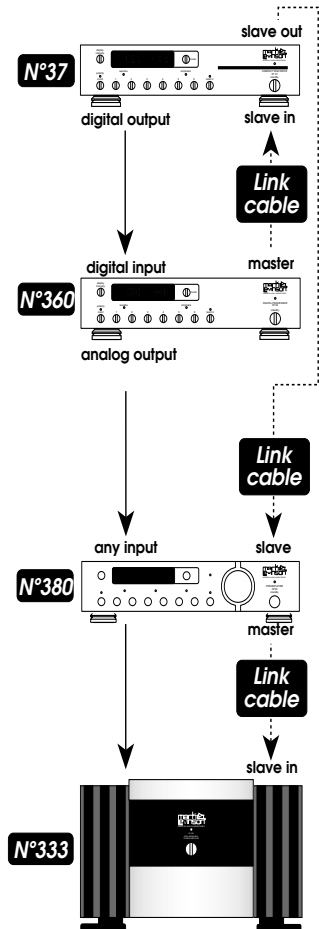 slave out
N°37
digital output
slave in
Link
cable
digital input
master
N°360
analog output
Link
cable
any input
slave
N°380
master
Link
cable
slave in
N°333